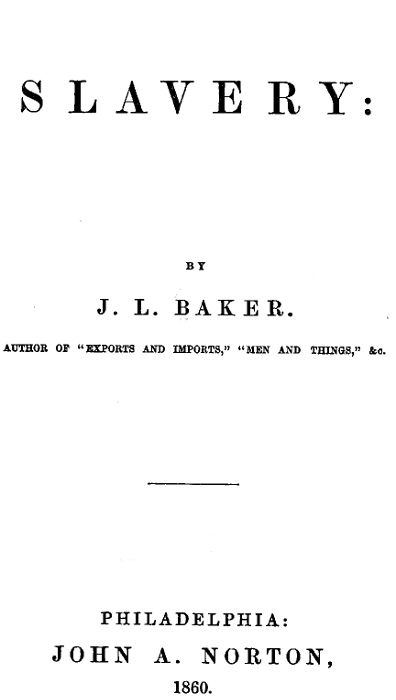 SLAVERY:
BY
J. L. BAKER.
AUTHOR OF "EXPORTS AND IMPORTS," "MEN AND THINGS," &c.
PHILADELPHIA:
JOHN A. NORTON,
1860.